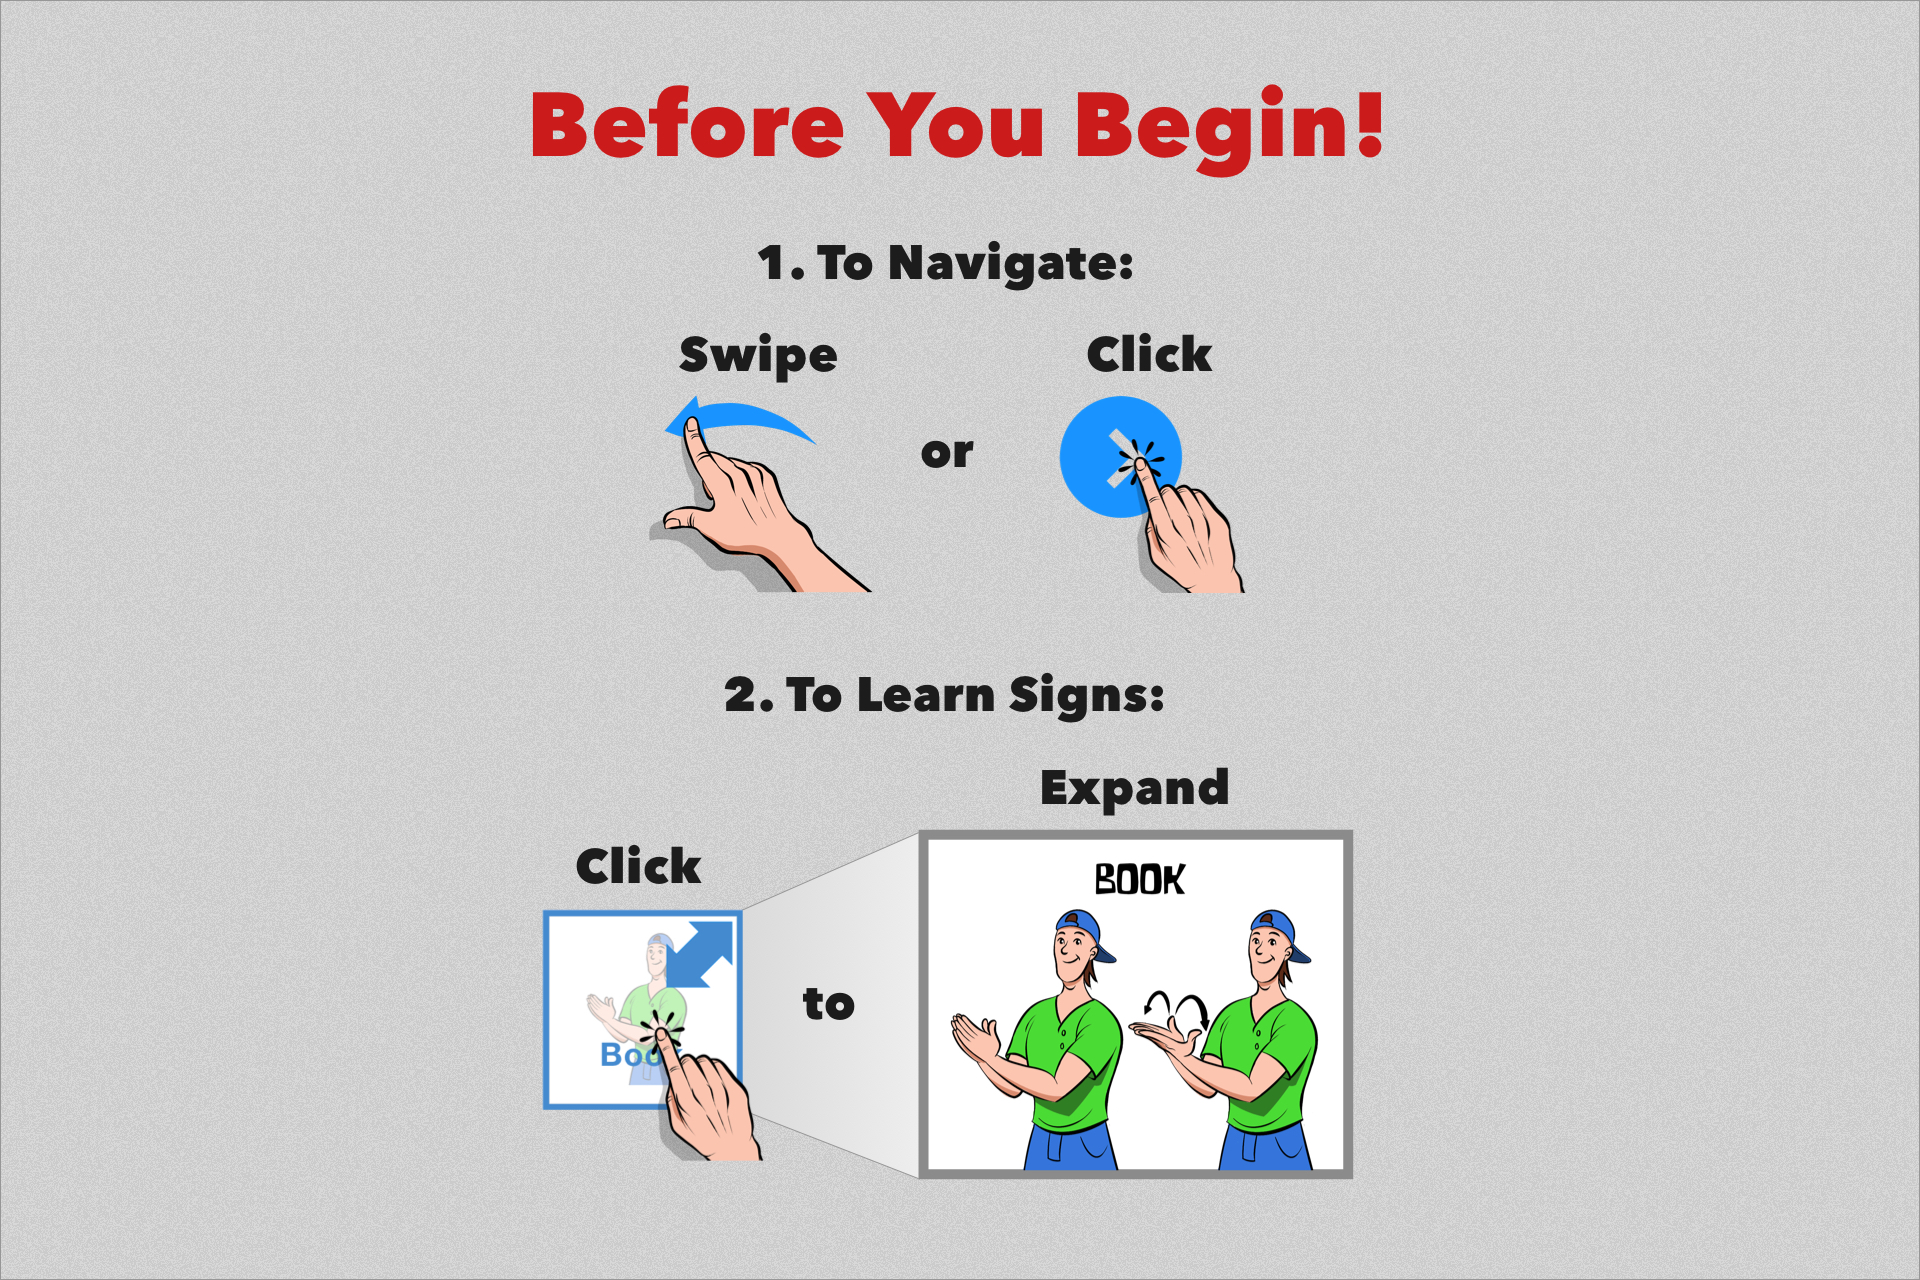 Before You Begin!
1. To Navigate:
Swipe
or
Click
2. To Learn Signs:
Click
to
Expand
BOOK